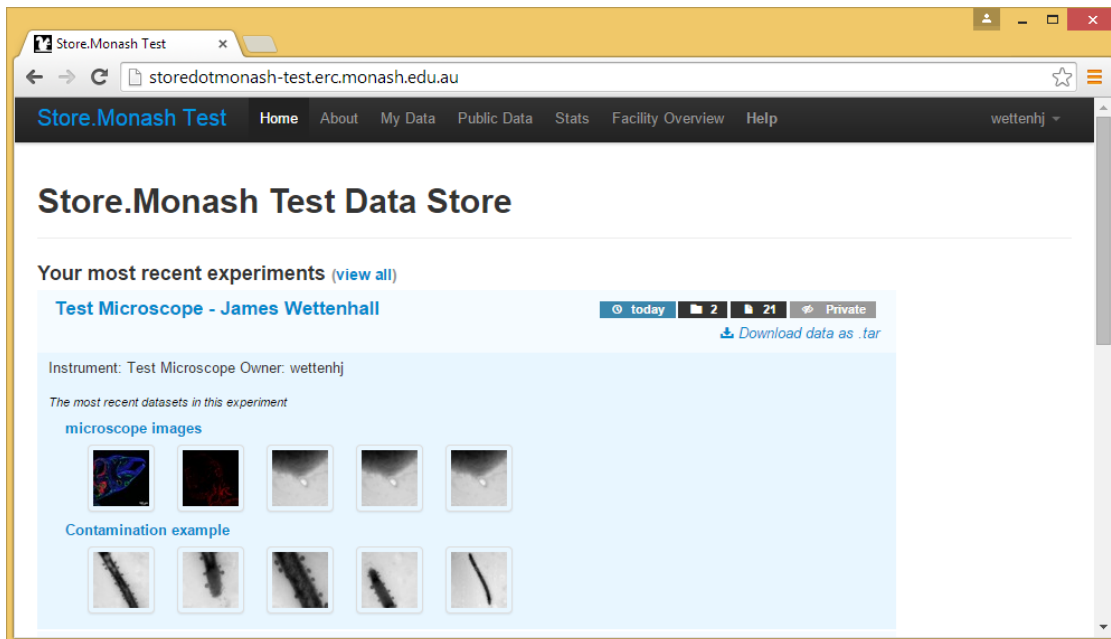 Store.Monash Test
storedotmonash-test.erc.monash.edu.au
Store.Monash Test Home About My Data Public Data Stats Facility Overview Help wettenhj
Store.Monash Test Data Store
Your most recent experiments (view all)
Test Microscope - James Wettenhall today 2 21 Private
Download data as .tar
Instrument: Test Microscope Owner: wettenhj
The most recent datasets in this experiment
microscope images
Contamination example